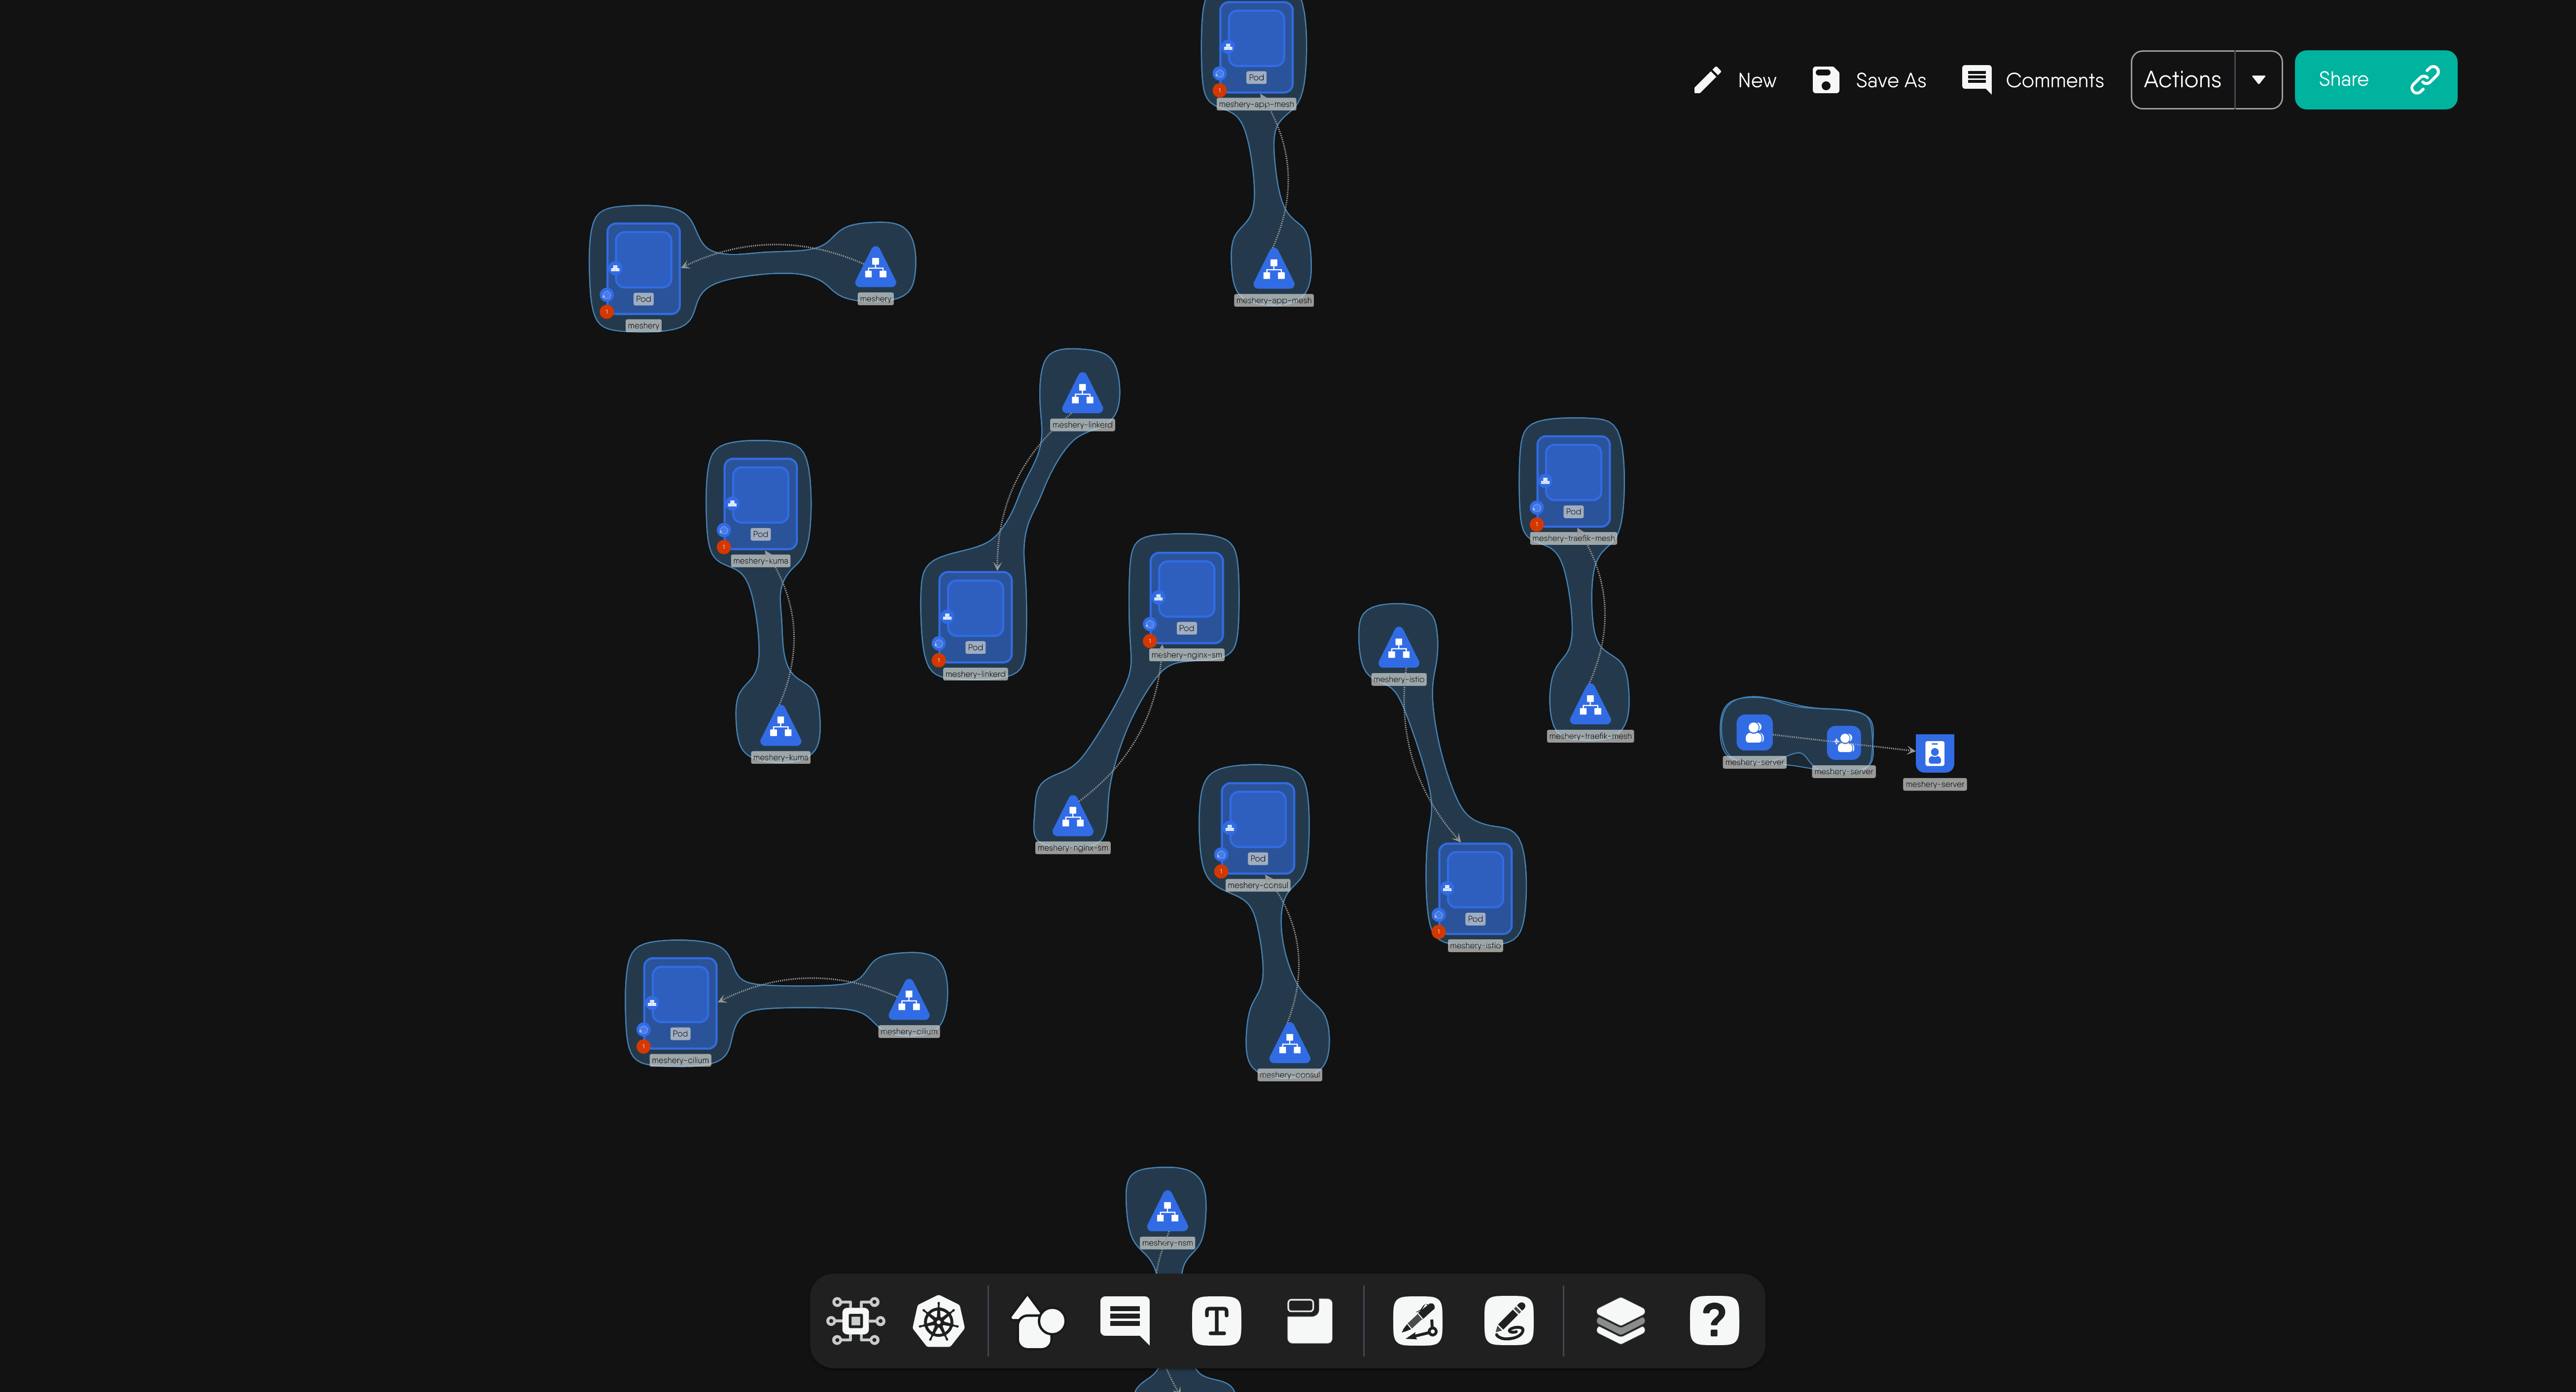 Pod
meshery-app-mesh
New
Save As
Comments
Actions
Share
meshery-app-mesh
Pod
meshery
meshery
meshery-linkerd
Pod
meshery-kuma
Pod
meshery-traefik-mesh
Pod
meshery-linkerd
Pod
meshery-nginx-sm
meshery-istio
meshery-traefik-mesh
meshery-kuma
meshery-server
meshery-server
meshery-server
meshery-nginx-sm
Pod
meshery-consul
Pod
meshery-istio
Pod
meshery-cilium
meshery-cilium
meshery-consul
meshery-nsm
T
?